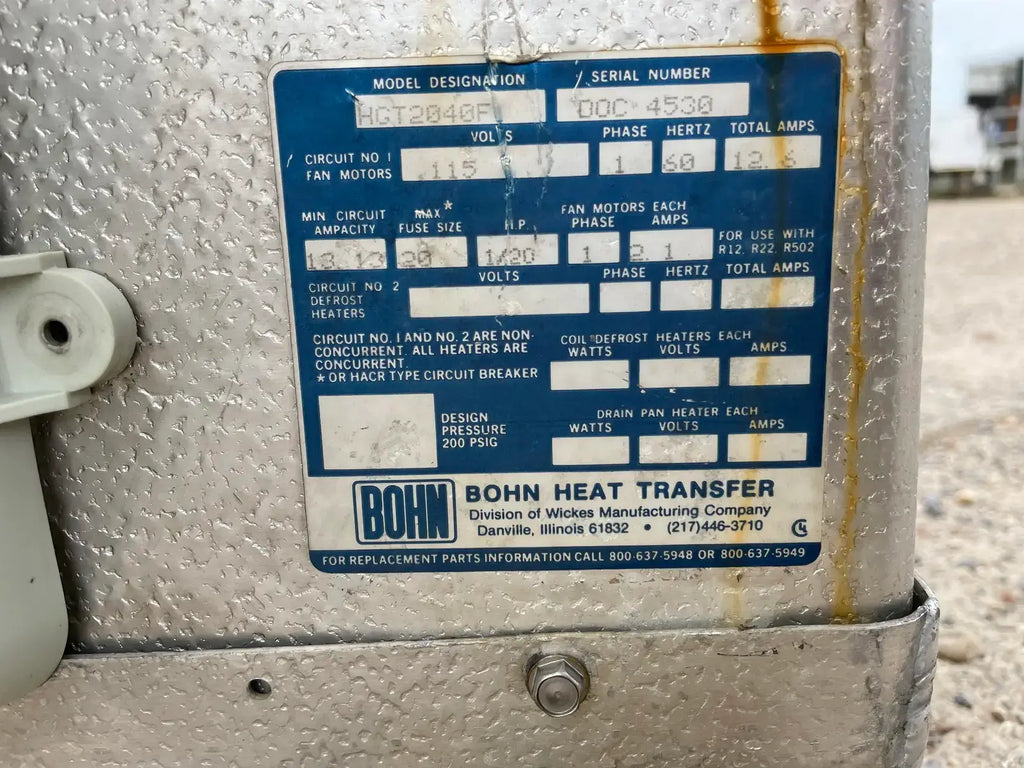 MODEL DESIGNATION SERIAL NUMBER
HGT2040F DOC 4530
VOLTS PHASE HERTZ TOTAL AMPS
CIRCUIT NO 1
FAN MOTORS 115 1 60 12.6
MIN CIRCUIT AMPACITY MAX* FUSE SIZE H.P. FAN MOTORS EACH
PHASE AMPS
13.13 20 1/20 1 2.1 FOR USE WITH
R12, R22, R502
VOLTS PHASE HERTZ TOTAL AMPS
CIRCUIT NO 2
DEFROST
HEATERS
CIRCUIT NO. 1 AND NO. 2 ARE NON-
CONCURRENT. ALL HEATERS ARE
CONCURRENT.
* OR HACR TYPE CIRCUIT BREAKER
COIL DEFROST HEATERS EACH
WATTS VOLTS AMPS
DESIGN
PRESSURE
200 PSIG
DRAIN PAN HEATER EACH
WATTS VOLTS AMPS
BOHN BOHN HEAT TRANSFER
Division of Wickes Manufacturing Company
Danville, Illinois 61832 • (217)446-3710
FOR REPLACEMENT PARTS INFORMATION CALL 800-637-5948 OR 800-637-5949